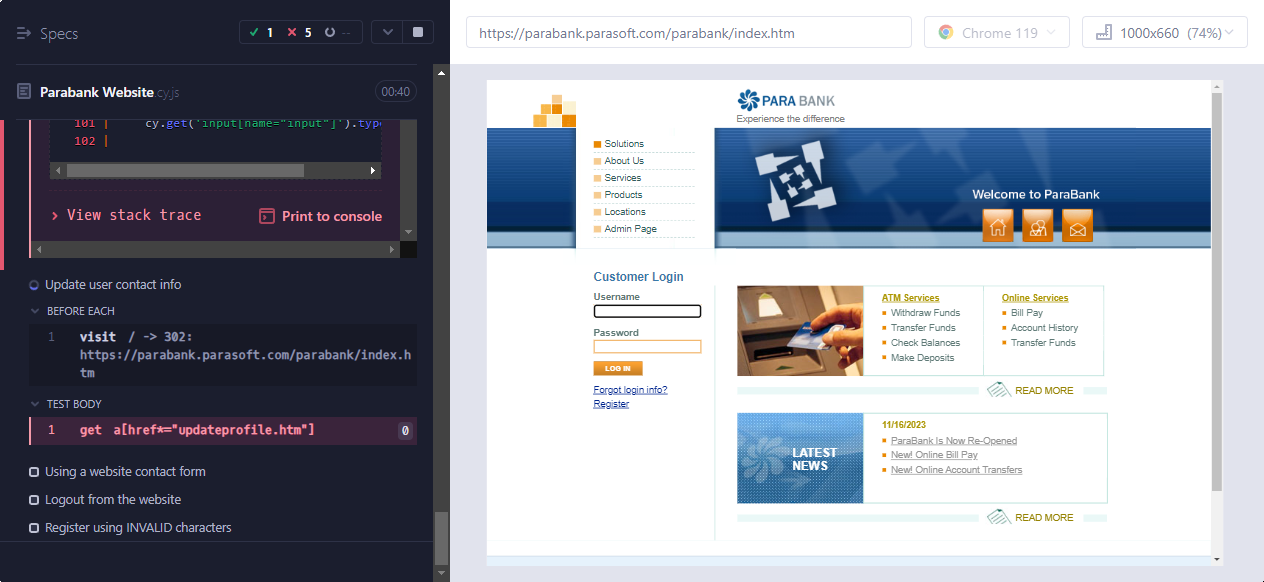 Specs
1 5 --
https://parabank.parasoft.com/parabank/index.htm
Chrome 119
1000x660 (74%)
Parabank Website.cy.js
00:40
101 | cy.get('input[name="input"]').type
102 |
View stack trace
Print to console
Update user contact info
BEFORE EACH
1 visit / -> 302:
https://parabank.parasoft.com/parabank/index.h
tm
TEST BODY
1 get a[href*="updateprofile.htm"] 0
Using a website contact form
Logout from the website
Register using INVALID characters
PARA BANK
Experience the difference
Solutions
About Us
Services
Products
Locations
Admin Page
Welcome to ParaBank
Customer Login
Username
Password
LOG IN
Forgot login info?
Register
ATM Services
Withdraw Funds
Transfer Funds
Check Balances
Make Deposits
Online Services
Bill Pay
Account History
Transfer Funds
READ MORE
LATEST
NEWS
11/16/2023
ParaBank Is Now Re-Opened
New! Online Bill Pay
New! Online Account Transfers
READ MORE